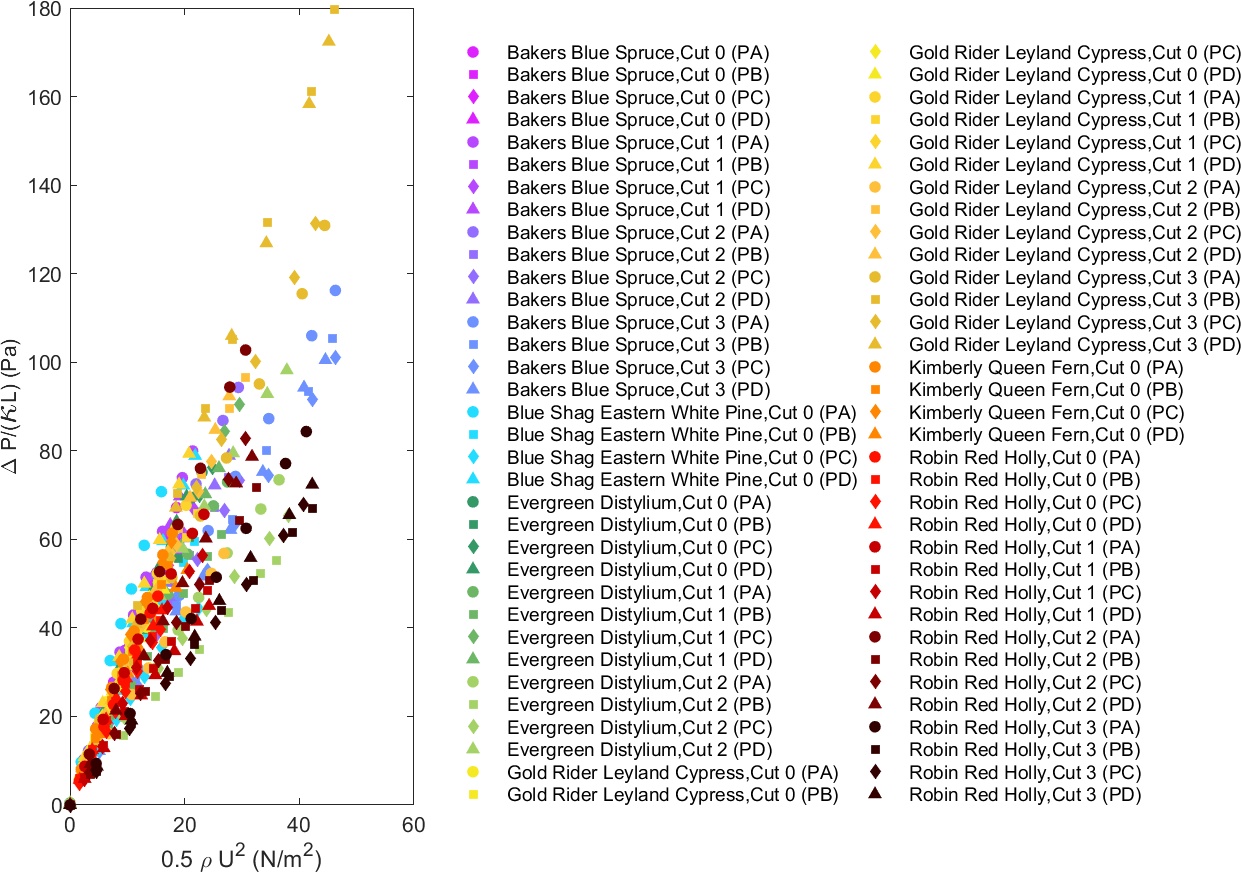 180
160
140
120
100
80
60
40
20
0
Δ P/(𝒦L) (Pa)
0 20 40 60
0.5 ρ U² (N/m²)
Bakers Blue Spruce,Cut 0 (PA)
Bakers Blue Spruce,Cut 0 (PB)
Bakers Blue Spruce,Cut 0 (PC)
Bakers Blue Spruce,Cut 0 (PD)
Bakers Blue Spruce,Cut 1 (PA)
Bakers Blue Spruce,Cut 1 (PB)
Bakers Blue Spruce,Cut 1 (PC)
Bakers Blue Spruce,Cut 1 (PD)
Bakers Blue Spruce,Cut 2 (PA)
Bakers Blue Spruce,Cut 2 (PB)
Bakers Blue Spruce,Cut 2 (PC)
Bakers Blue Spruce,Cut 2 (PD)
Bakers Blue Spruce,Cut 3 (PA)
Bakers Blue Spruce,Cut 3 (PB)
Bakers Blue Spruce,Cut 3 (PC)
Bakers Blue Spruce,Cut 3 (PD)
Blue Shag Eastern White Pine,Cut 0 (PA)
Blue Shag Eastern White Pine,Cut 0 (PB)
Blue Shag Eastern White Pine,Cut 0 (PC)
Blue Shag Eastern White Pine,Cut 0 (PD)
Evergreen Distylium,Cut 0 (PA)
Evergreen Distylium,Cut 0 (PB)
Evergreen Distylium,Cut 0 (PC)
Evergreen Distylium,Cut 0 (PD)
Evergreen Distylium,Cut 1 (PA)
Evergreen Distylium,Cut 1 (PB)
Evergreen Distylium,Cut 1 (PC)
Evergreen Distylium,Cut 1 (PD)
Evergreen Distylium,Cut 2 (PA)
Evergreen Distylium,Cut 2 (PB)
Evergreen Distylium,Cut 2 (PC)
Evergreen Distylium,Cut 2 (PD)
Gold Rider Leyland Cypress,Cut 0 (PA)
Gold Rider Leyland Cypress,Cut 0 (PB)
Gold Rider Leyland Cypress,Cut 0 (PC)
Gold Rider Leyland Cypress,Cut 0 (PD)
Gold Rider Leyland Cypress,Cut 1 (PA)
Gold Rider Leyland Cypress,Cut 1 (PB)
Gold Rider Leyland Cypress,Cut 1 (PC)
Gold Rider Leyland Cypress,Cut 1 (PD)
Gold Rider Leyland Cypress,Cut 2 (PA)
Gold Rider Leyland Cypress,Cut 2 (PB)
Gold Rider Leyland Cypress,Cut 2 (PC)
Gold Rider Leyland Cypress,Cut 2 (PD)
Gold Rider Leyland Cypress,Cut 3 (PA)
Gold Rider Leyland Cypress,Cut 3 (PB)
Gold Rider Leyland Cypress,Cut 3 (PC)
Gold Rider Leyland Cypress,Cut 3 (PD)
Kimberly Queen Fern,Cut 0 (PA)
Kimberly Queen Fern,Cut 0 (PB)
Kimberly Queen Fern,Cut 0 (PC)
Kimberly Queen Fern,Cut 0 (PD)
Robin Red Holly,Cut 0 (PA)
Robin Red Holly,Cut 0 (PB)
Robin Red Holly,Cut 0 (PC)
Robin Red Holly,Cut 0 (PD)
Robin Red Holly,Cut 1 (PA)
Robin Red Holly,Cut 1 (PB)
Robin Red Holly,Cut 1 (PC)
Robin Red Holly,Cut 1 (PD)
Robin Red Holly,Cut 2 (PA)
Robin Red Holly,Cut 2 (PB)
Robin Red Holly,Cut 2 (PC)
Robin Red Holly,Cut 2 (PD)
Robin Red Holly,Cut 3 (PA)
Robin Red Holly,Cut 3 (PB)
Robin Red Holly,Cut 3 (PC)
Robin Red Holly,Cut 3 (PD)